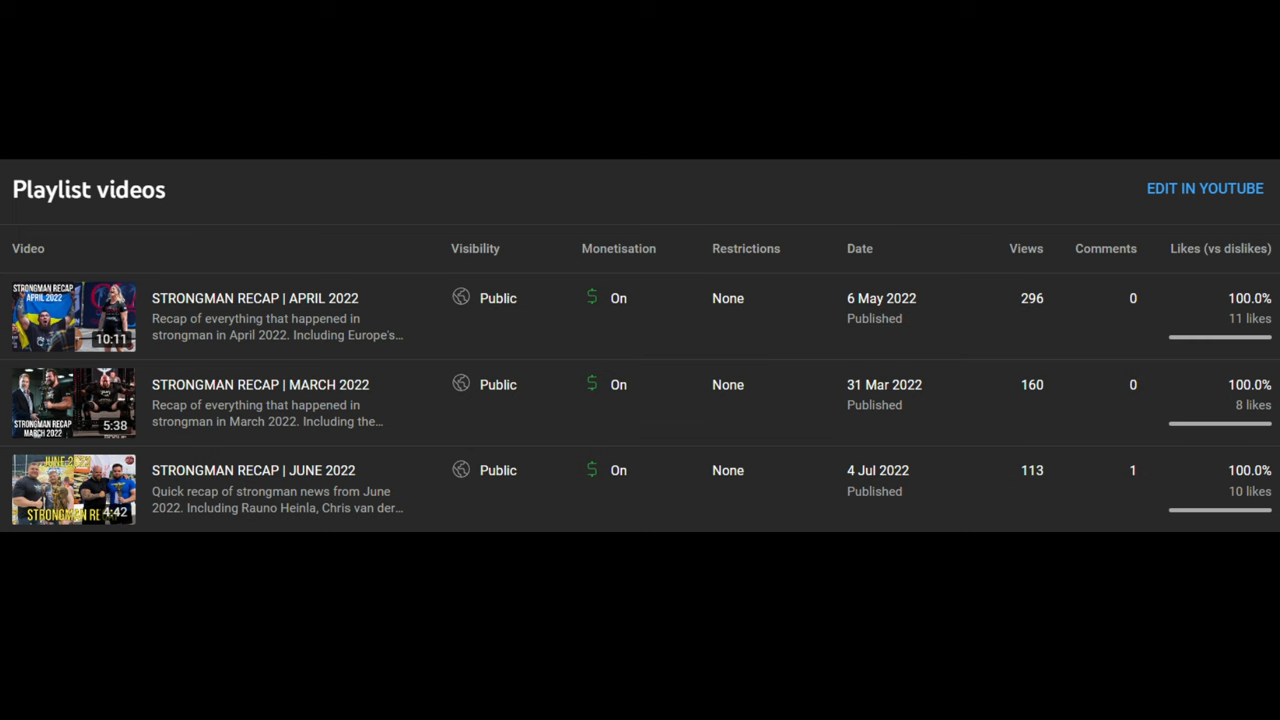 Playlist videos
EDIT IN YOUTUBE
Video Visibility Monetisation Restrictions Date Views Comments Likes (vs dislikes)
STRONGMAN RECAP
APRIL 2022
10:11
STRONGMAN RECAP | APRIL 2022
Recap of everything that happened in
strongman in April 2022. Including Europe's...
Public
On
None
6 May 2022
Published
296
0
100.0%
11 likes
STRONGMAN RECAP
MARCH 2022
5:38
STRONGMAN RECAP | MARCH 2022
Recap of everything that happened in
strongman in March 2022. Including the...
Public
On
None
31 Mar 2022
Published
160
0
100.0%
8 likes
JUNE 2022
STRONGMAN RE
4:42
STRONGMAN RECAP | JUNE 2022
Quick recap of strongman news from June
2022. Including Rauno Heinla, Chris van der...
Public
On
None
4 Jul 2022
Published
113
1
100.0%
10 likes